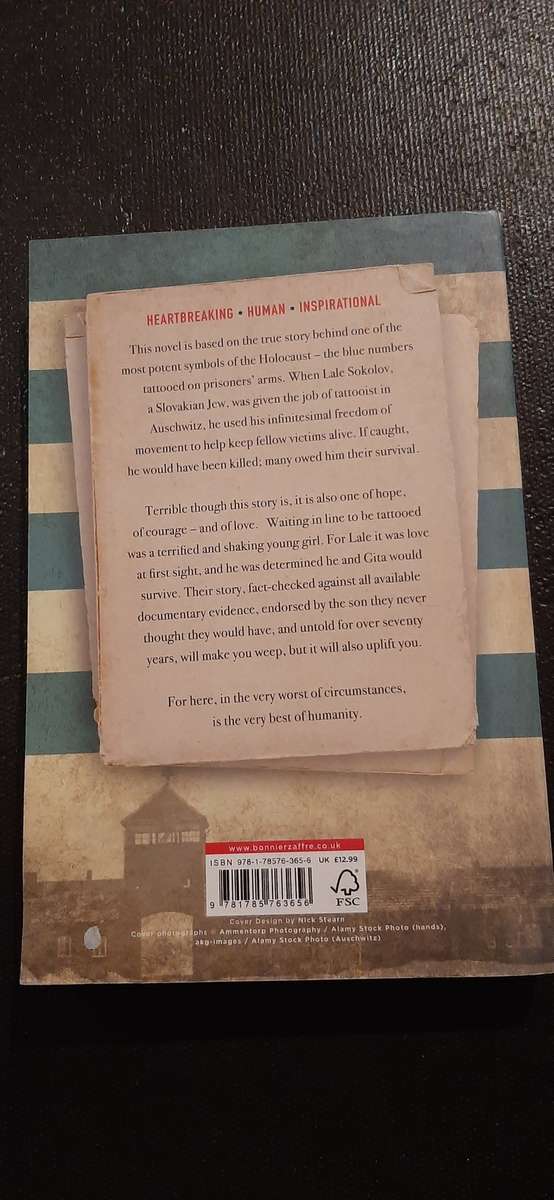 HEARTBREAKING • HUMAN • INSPIRATIONAL
This novel is based on the true story behind one of the
most potent symbols of the Holocaust – the blue numbers
tattooed on prisoners' arms. When Lale Sokolov,
a Slovakian Jew, was given the job of tattooist in
Auschwitz, he used his infinitesimal freedom of
movement to help keep fellow victims alive. If caught,
he would have been killed; many owed him their survival.
Terrible though this story is, it is also one of hope,
of courage – and of love. Waiting in line to be tattooed
was a terrified and shaking young girl. For Lale it was love
at first sight, and he was determined he and Gita would
survive. Their story, fact-checked against all available
documentary evidence, endorsed by the son they never
thought they would have, and untold for over seventy
years, will make you weep, but it will also uplift you.
For here, in the very worst of circumstances,
is the very best of humanity.
www.bonnierzaffre.co.uk
ISBN 978-1-78576-365-6 UK £12.99
9 781785 763656
FSC
Cover Design by Nick Stearn
Cover photographs © Ammentorp Photography / Alamy Stock Photo (hands),
akg-images / Alamy Stock Photo (Auschwitz)